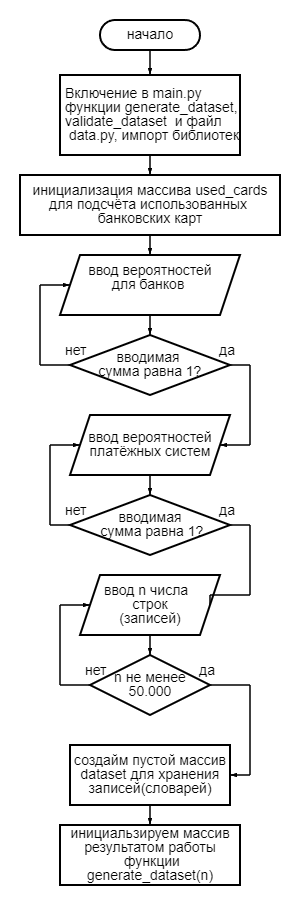 начало
Включение в main.py
функции generate_dataset,
validate_dataset и файл
data.py, импорт библиотек
инициализация массива used_cards
для подсчёта использованных
банковских карт
ввод вероятностей
для банков
нет
да
вводимая
сумма равна 1?
ввод вероятностей
платёжных систем
нет
да
вводимая
сумма равна 1?
ввод n числа
строк
(записей)
нет
да
n не менее
50.000
создайм пустой массив
dataset для хранения
записей(словарей)
инициальзируем массив
результатом работы
функции
generate_dataset(n)